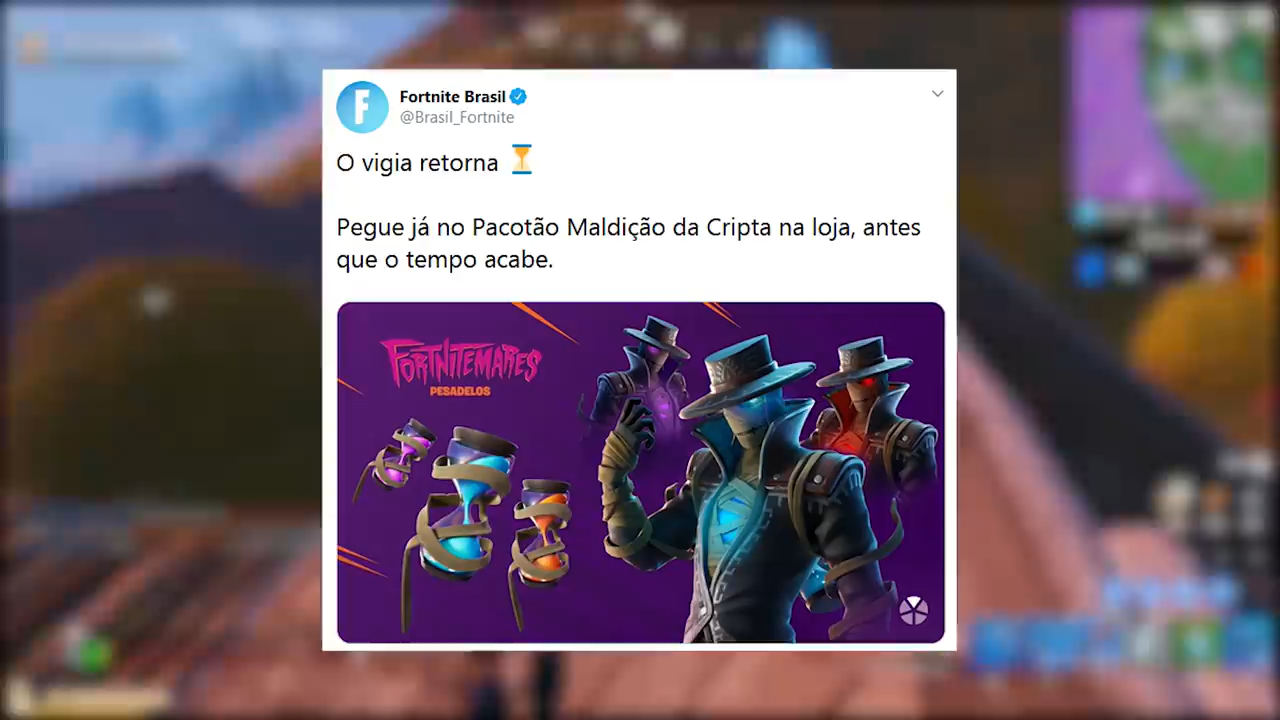 Fortnite Brasil
@Brasil_Fortnite
O vigia retorna ⏳
Pegue já no Pacotão Maldição da Cripta na loja, antes
que o tempo acabe.
FORTNITEMARES
PESADELOS